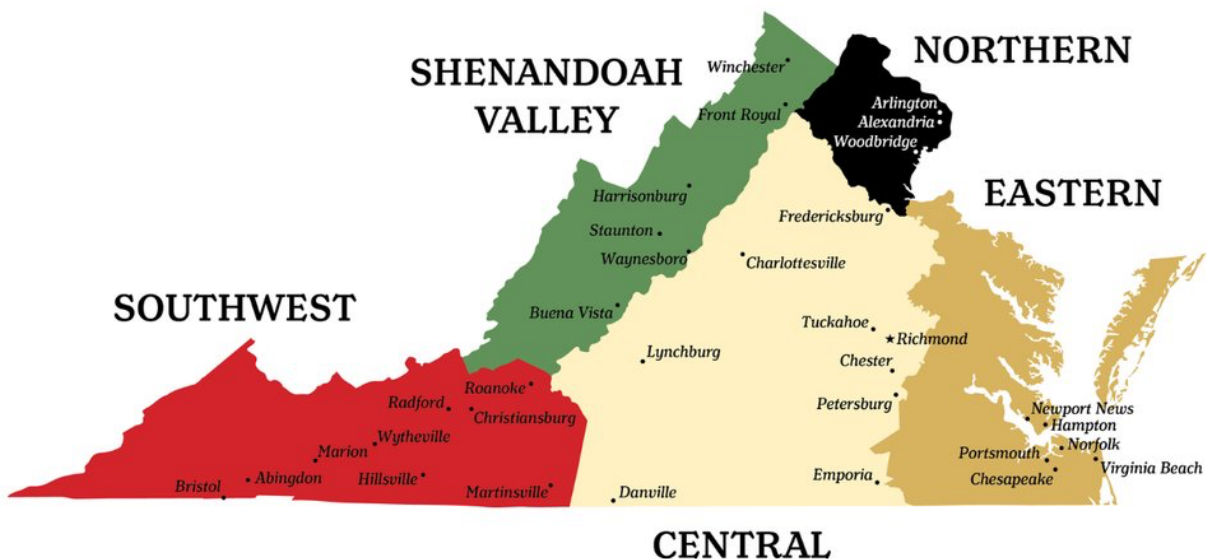 NORTHERN
SHENANDOAH
VALLEY
Winchester
Front Royal
Arlington
Alexandria
Woodbridge
EASTERN
Harrisonburg
Fredericksburg
Staunton
Waynesboro
Charlottesville
SOUTHWEST
Buena Vista
Tuckahoe
Richmond
Lynchburg
Chester
Roanoke
Radford
Christiansburg
Petersburg
Newport News
Hampton
Wytheville
Norfolk
Marion
Portsmouth
Virginia Beach
Abingdon
Hillsville
Chesapeake
Emporia
Bristol
Martinsville
Danville
CENTRAL